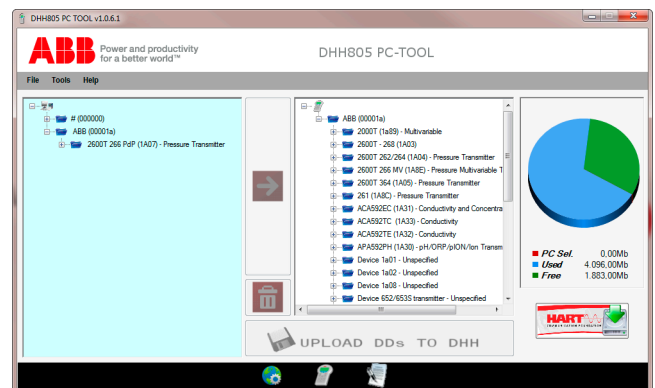 DHH805 PC TOOL v1.0.6.1
ABB
Power and productivity
for a better world™
DHH805 PC-TOOL
File Tools Help
# (000000)
ABB (00001a)
2600T 266 PdP (1A07) - Pressure Transmitter
ABB (00001a)
2000T (1a89) - Multivariable
2600T - 268 (1A03)
2600T 262/264 (1A04) - Pressure Transmitter
2600T 266 MV (1A8E) - Pressure Multivariable T
2600T 364 (1A05) - Pressure Transmitter
261 (1A8C) - Pressure Transmitter
ACA592EC (1A31) - Conductivity and Concentra
ACA592TC (1A33) - Conductivity
ACA592TE (1A32) - Conductivity
APA592PH (1A30) - pH/ORP/pION/Ion Transm
Device 1a01 - Unspecified
Device 1a02 - Unspecified
Device 1a08 - Unspecified
Device 652/653S transmitter - Unspecified
PC Sel. 0,00Mb
Used 4.096,00Mb
Free 1.883,00Mb
HART
UPLOAD DDs TO DHH